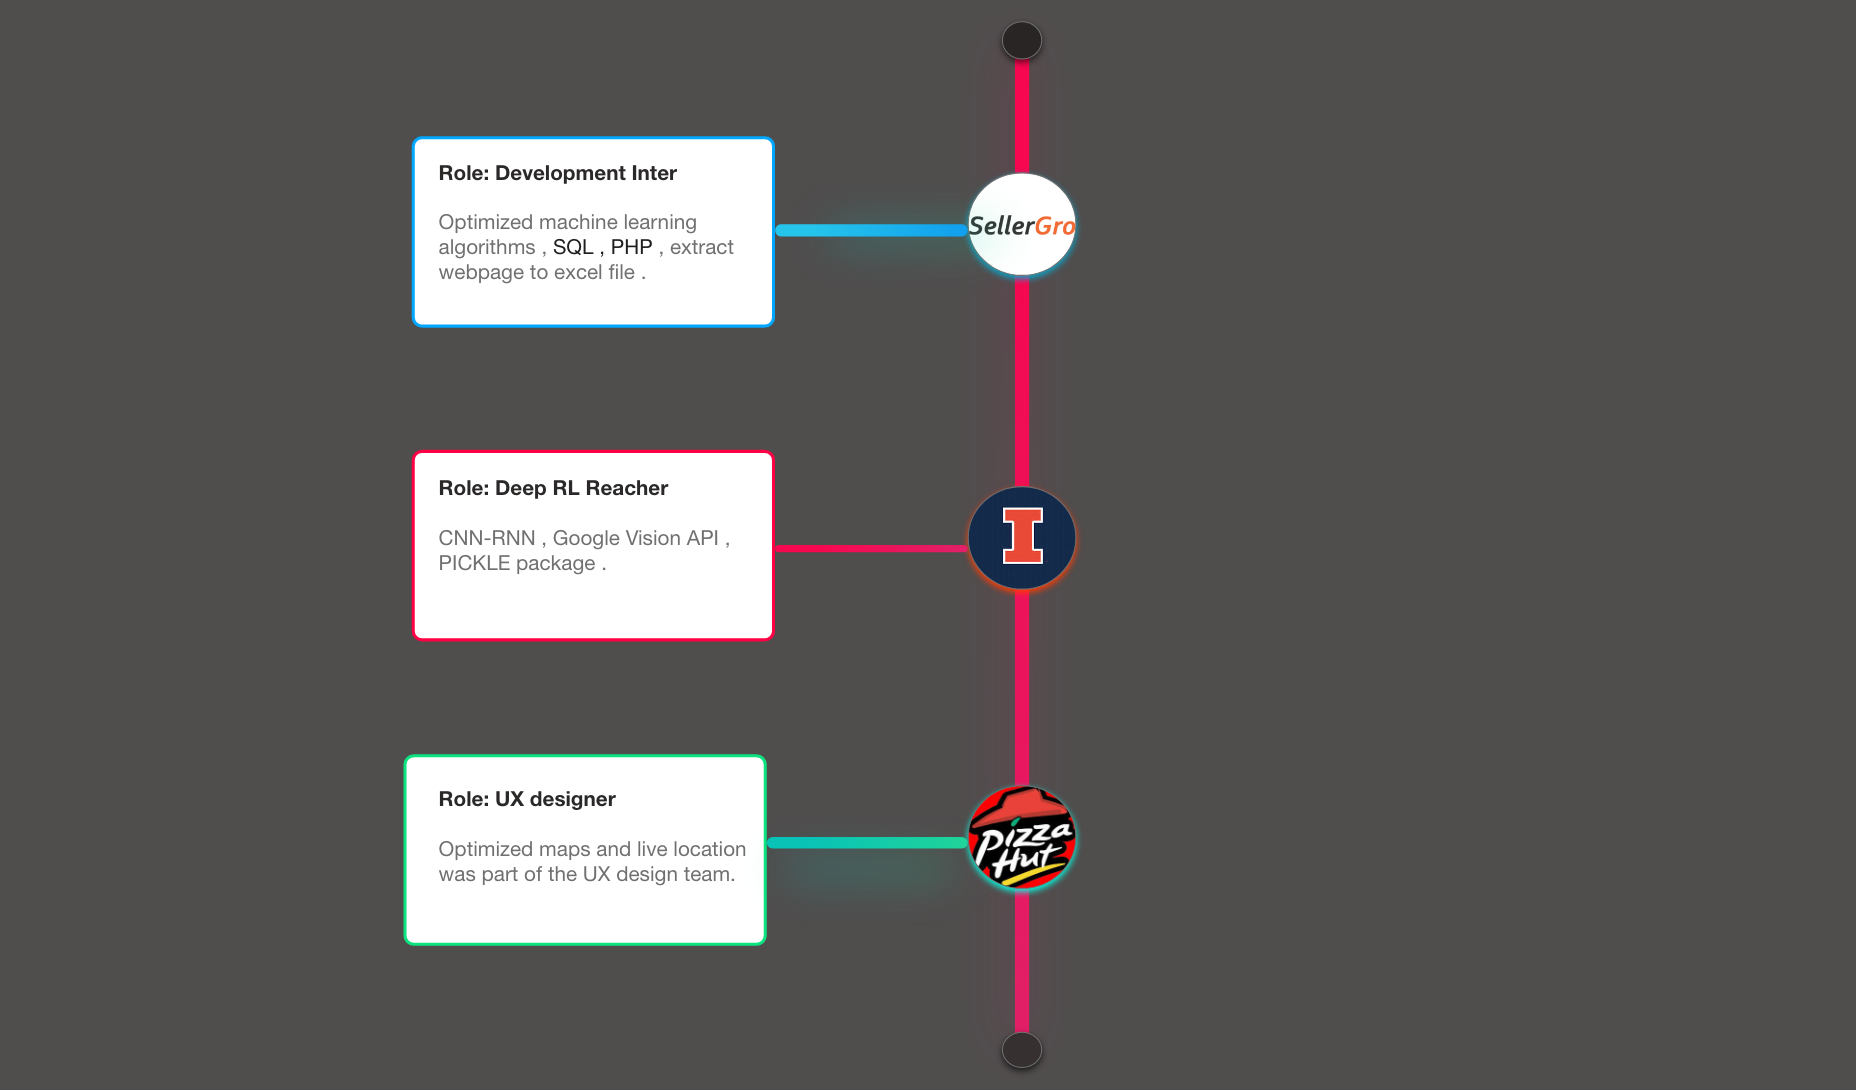 Role: Development Inter
Optimized machine learning
algorithms , SQL , PHP , extract
webpage to excel file .
SellerGro
Role: Deep RL Reacher
CNN-RNN , Google Vision API ,
PICKLE package .
I
Role: UX designer
Optimized maps and live location
was part of the UX design team.
Pizza
Hut